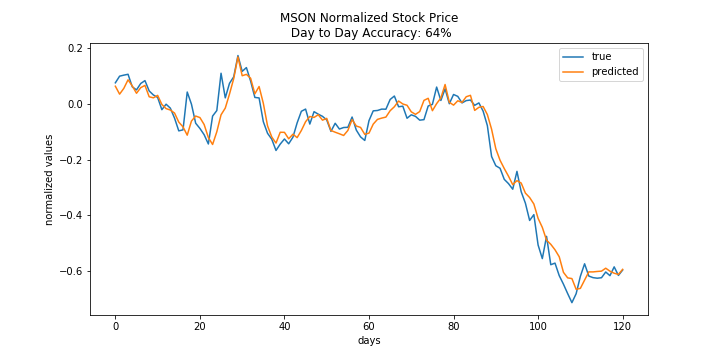 MSON Normalized Stock Price
Day to Day Accuracy: 64%
true
predicted
normalized values
0.2
0.0
−0.2
−0.4
−0.6
0
20
40
60
80
100
120
days